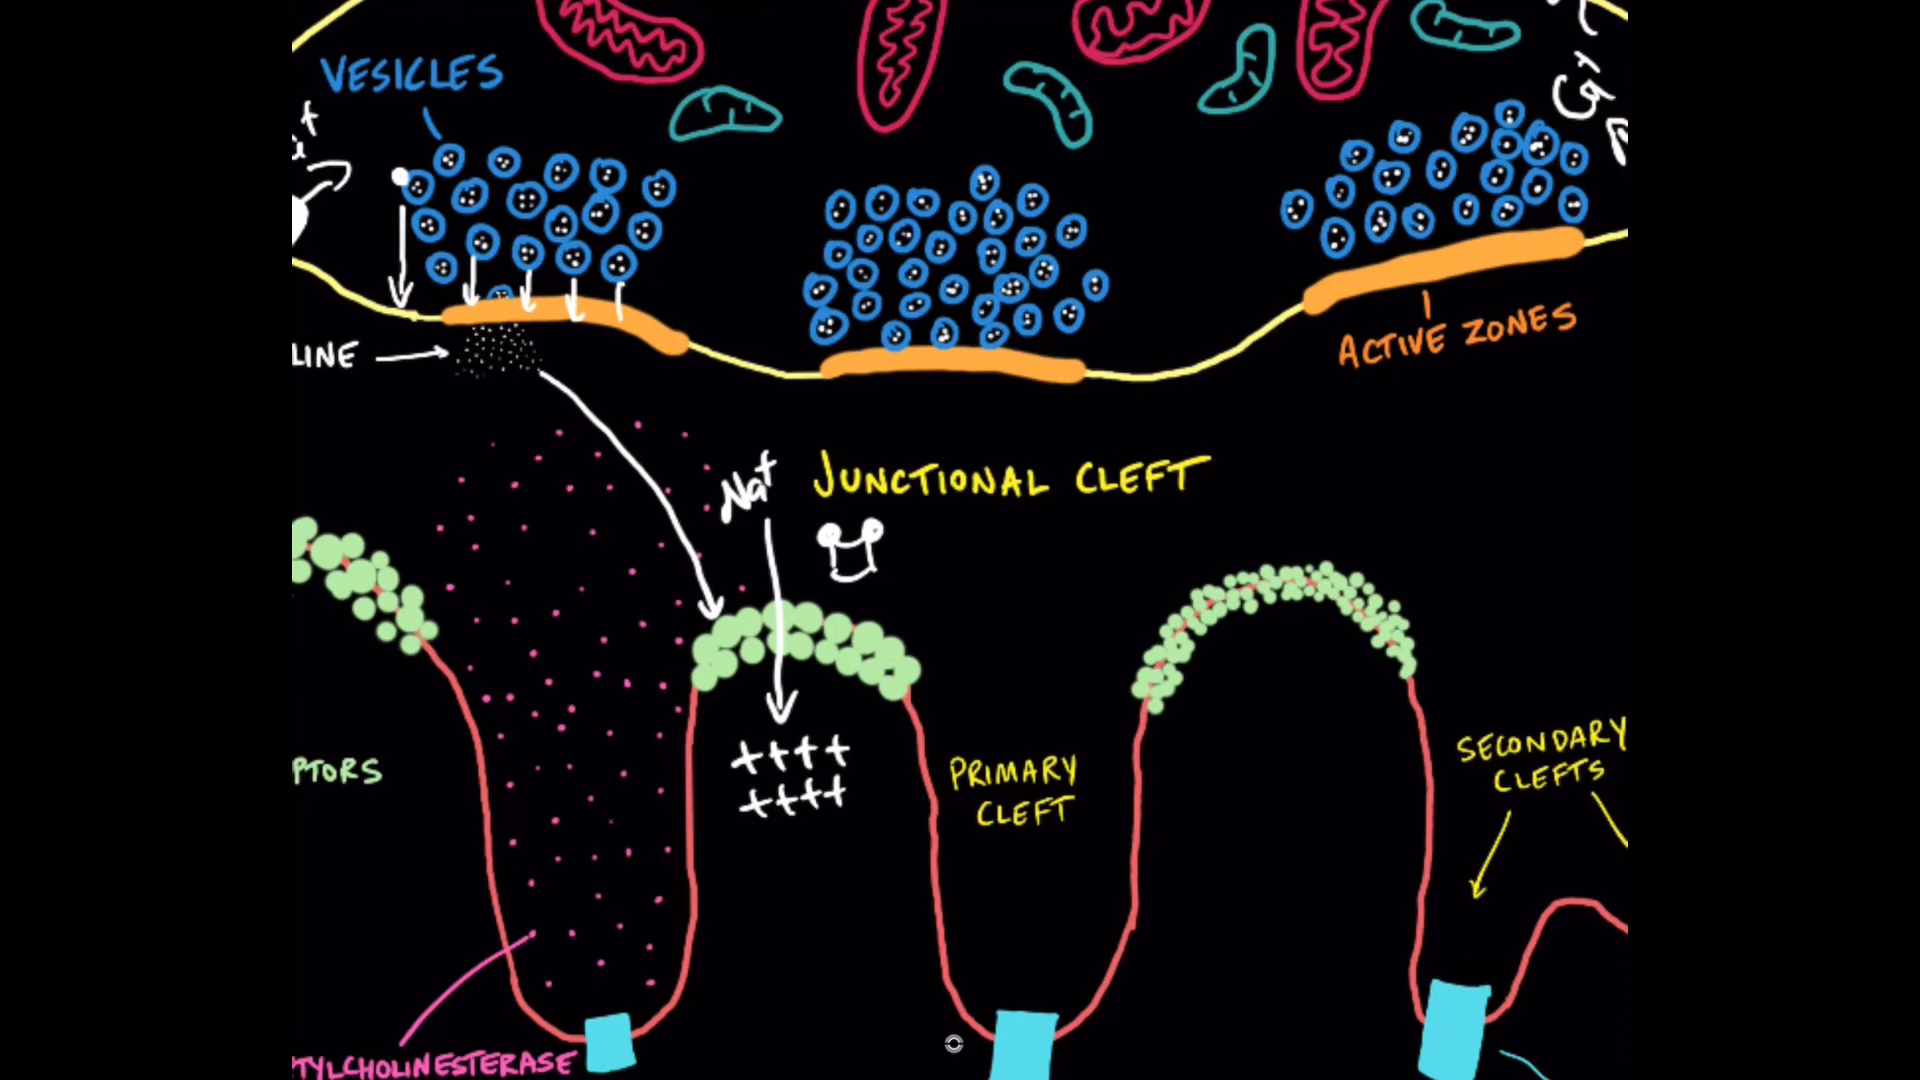 VESICLES
ACTIVE ZONES
LINE
Na+
JUNCTIONAL CLEFT
++++
++++
PTORS
PRIMARY
CLEFT
SECONDARY
CLEFTS
TYLCHOLINESTERASE